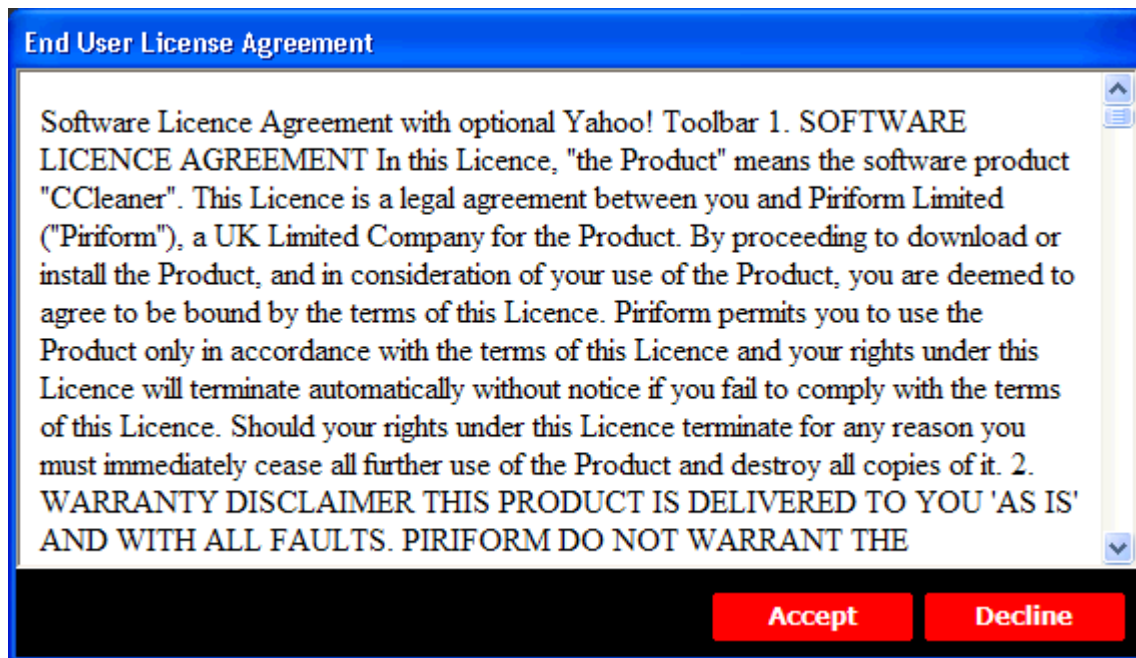 End User License Agreement
Software Licence Agreement with optional Yahoo! Toolbar 1. SOFTWARE
LICENCE AGREEMENT In this Licence, "the Product" means the software product
"CCleaner". This Licence is a legal agreement between you and Piriform Limited
("Piriform"), a UK Limited Company for the Product. By proceeding to download or
install the Product, and in consideration of your use of the Product, you are deemed to
agree to be bound by the terms of this Licence. Piriform permits you to use the
Product only in accordance with the terms of this Licence and your rights under this
Licence will terminate automatically without notice if you fail to comply with the terms
of this Licence. Should your rights under this Licence terminate for any reason you
must immediately cease all further use of the Product and destroy all copies of it. 2.
WARRANTY DISCLAIMER THIS PRODUCT IS DELIVERED TO YOU 'AS IS'
AND WITH ALL FAULTS. PIRIFORM DO NOT WARRANT THE
Accept Decline